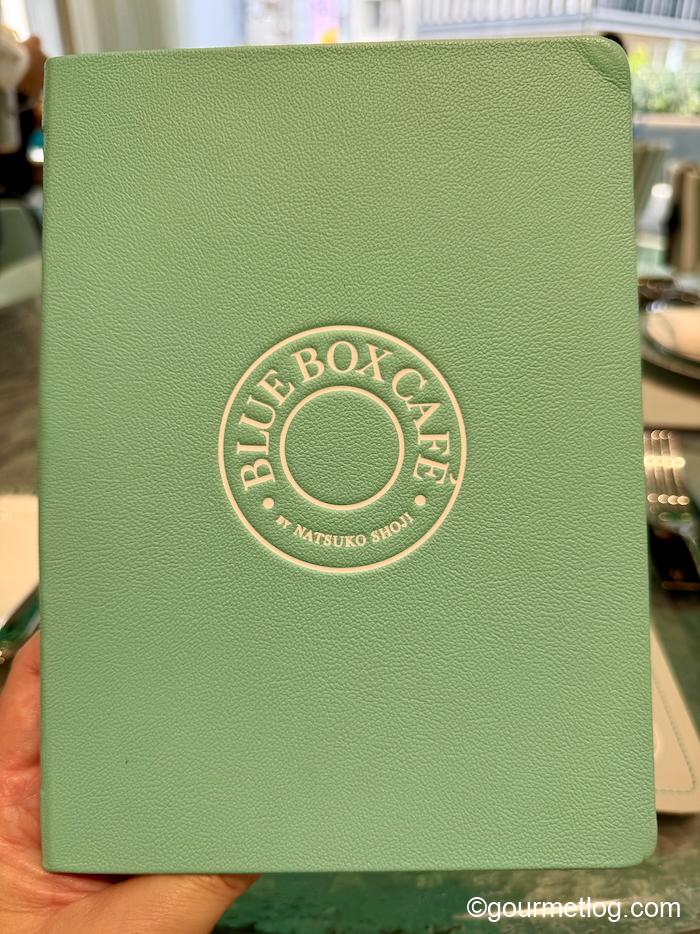 BLUE BOX CAFÉ
BY NATSUKO SHOJI
©gourmetlog.com